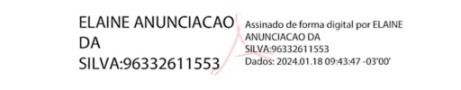 ELAINE ANUNCIACAO
DA
SILVA:96332611553
Assinado de forma digital por ELAINE
ANUNCIACAO DA
SILVA:96332611553
Dados: 2024.01.18 09:43:47 -03'00'